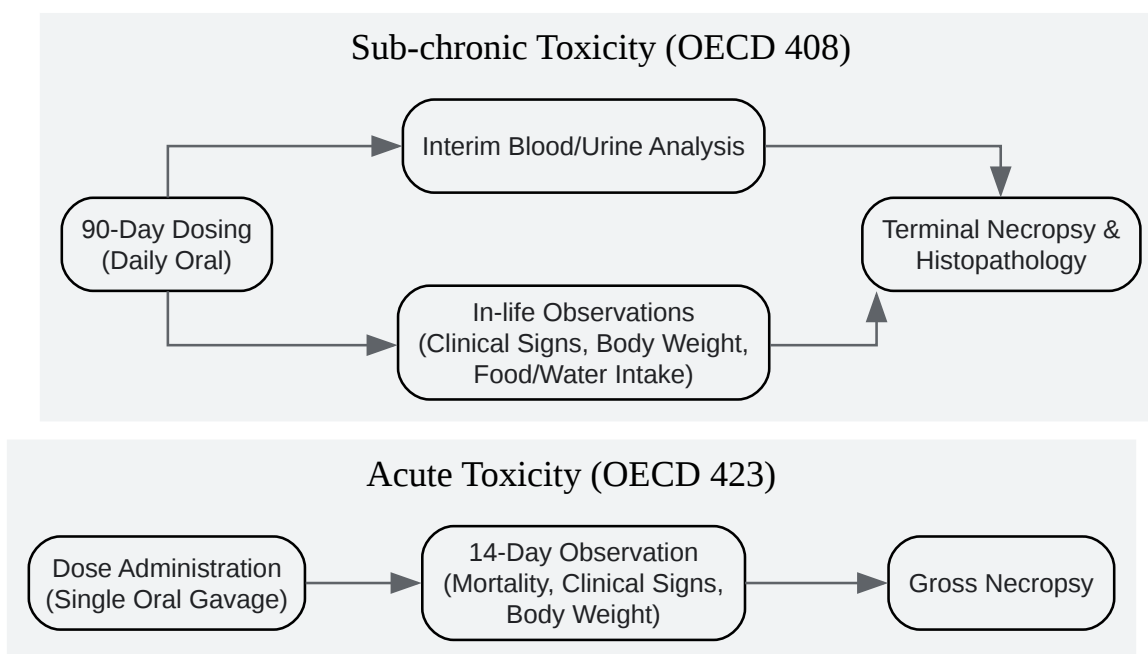 Sub-chronic Toxicity (OECD 408)
Interim Blood/Urine Analysis
90-Day Dosing
(Daily Oral)
Terminal Necropsy &
Histopathology
In-life Observations
(Clinical Signs, Body Weight,
Food/Water Intake)
Acute Toxicity (OECD 423)
Dose Administration
(Single Oral Gavage)
14-Day Observation
(Mortality, Clinical Signs,
Body Weight)
Gross Necropsy